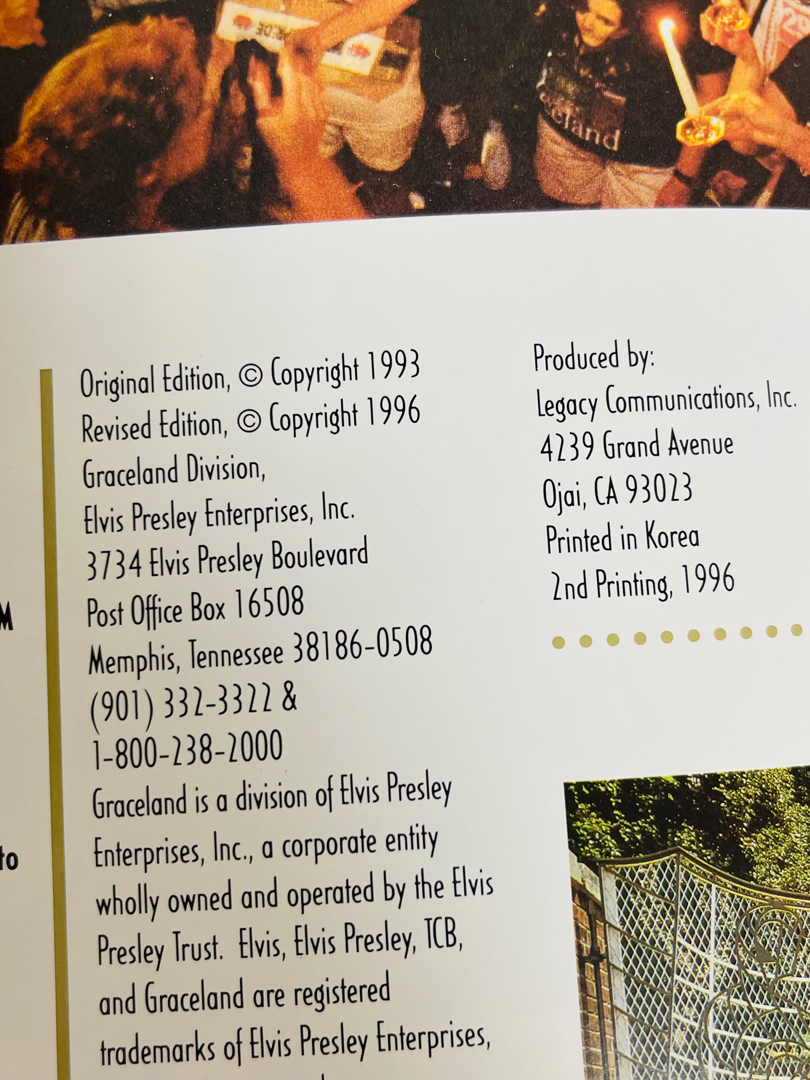 celand
Original Edition, © Copyright 1993
Revised Edition, © Copyright 1996
Graceland Division,
Elvis Presley Enterprises, Inc.
3734 Elvis Presley Boulevard
Post Office Box 16508
Memphis, Tennessee 38186-0508
(901) 332-3322 &
1-800-238-2000
Graceland is a division of Elvis Presley
Enterprises, Inc., a corporate entity
wholly owned and operated by the Elvis
Presley Trust. Elvis, Elvis Presley, TCB,
and Graceland are registered
trademarks of Elvis Presley Enterprises,
Produced by:
Legacy Communications, Inc.
4239 Grand Avenue
Ojai, CA 93023
Printed in Korea
2nd Printing, 1996
M
to